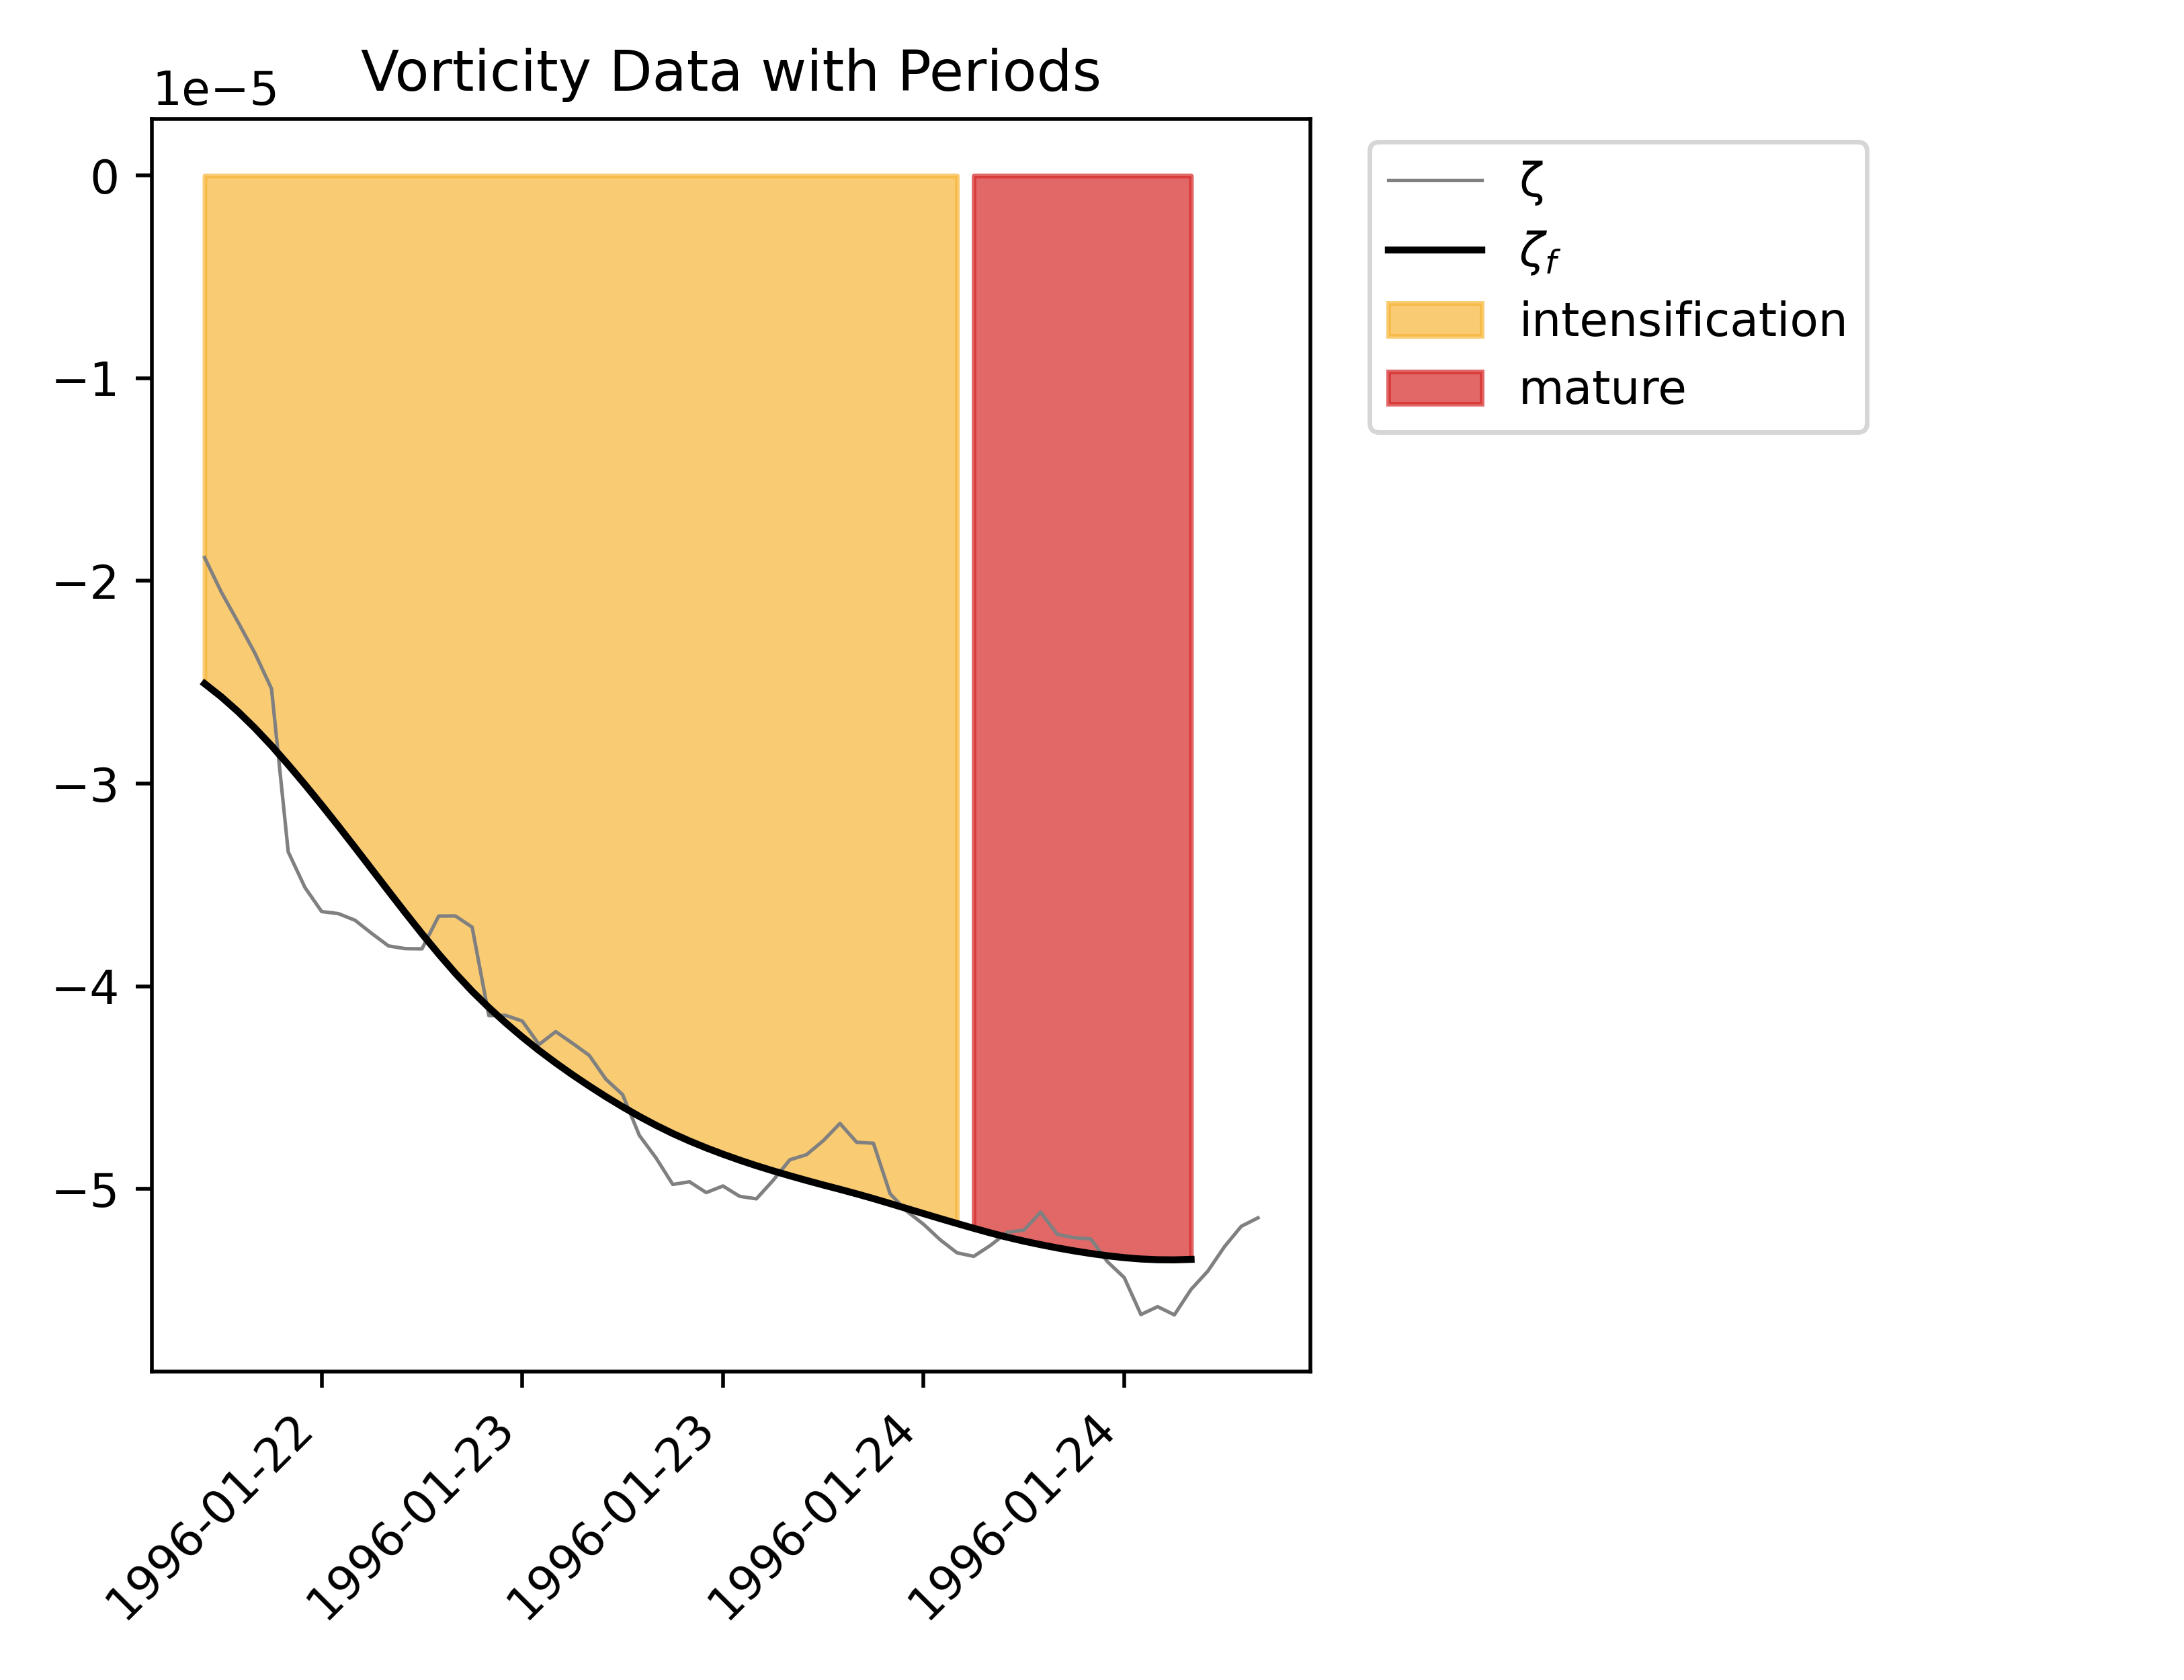 Vorticity Data with Periods
1e−5
0
−1
−2
−3
−4
−5
1996-01-22
1996-01-23
1996-01-23
1996-01-24
1996-01-24
ζ
ζf
intensification
mature